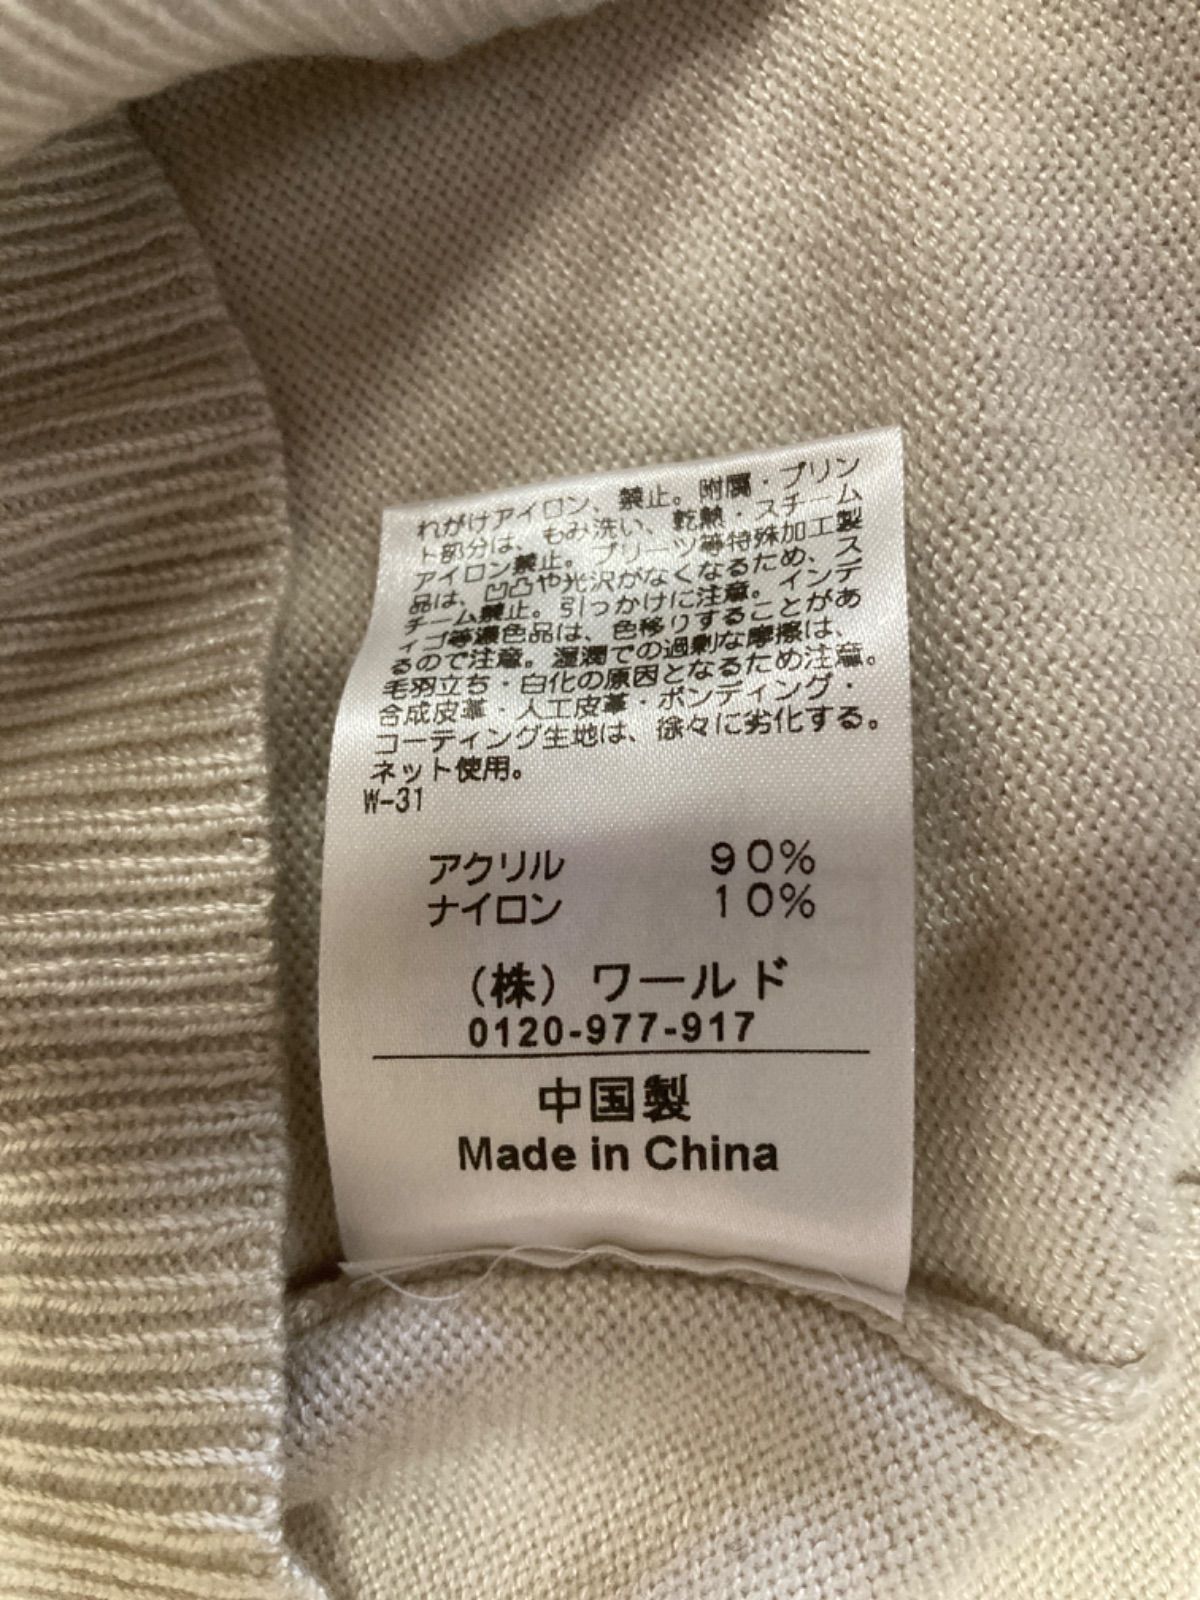 れがけアイロン、禁止。附属・プリン
ト部分は、もみ洗い、乾熱・スチーム
アイロン禁止。プリーツ等特殊加工製
品は、凹凸や光沢がなくなるため、ス
チーム禁止。引っかけに注意。インデ
ィゴ等濃色品は、色移りすることがあ
るので注意。湿潤での過剰な摩擦は、
毛羽立ち・白化の原因となるため注意。
合成皮革・人工皮革・ボンディング・
コーティング生地は、徐々に劣化する。
ネット使用。
W-31
アクリル 90%
ナイロン 10%
（株）ワールド
0120-977-917
中国製
Made in China